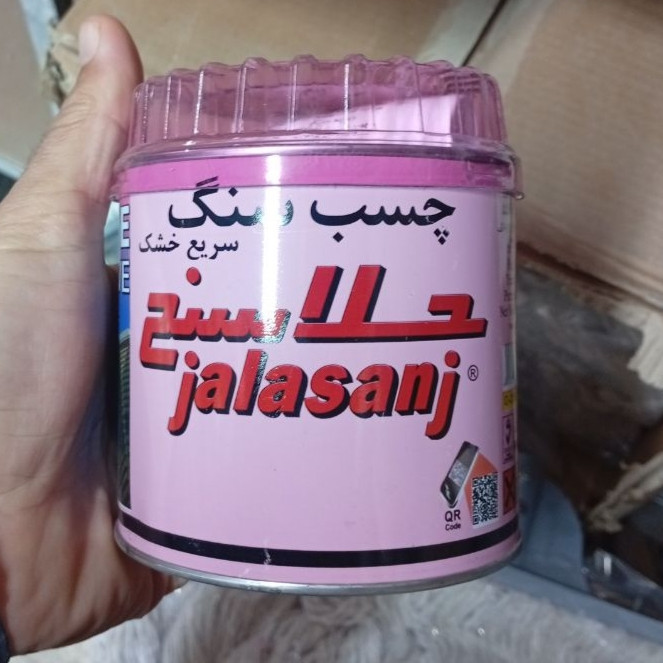 چسب سنگ
سریع خشک
جلاسنج
jalasanj®
QR
Code